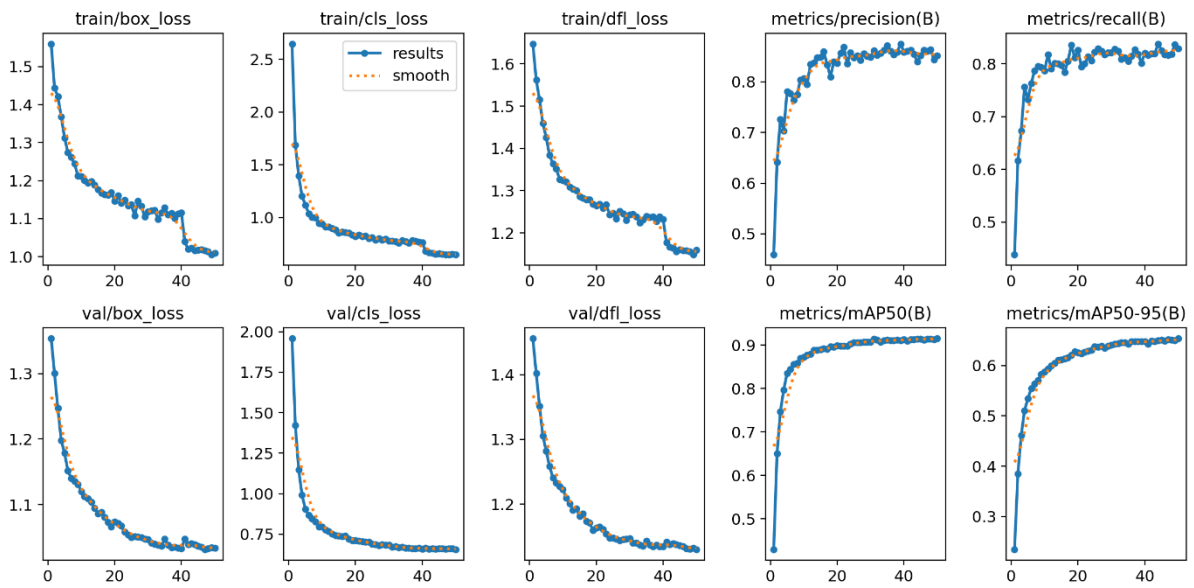 train/box_loss
train/cls_loss
train/dfl_loss
metrics/precision(B)
metrics/recall(B)
1.5
1.4
1.3
1.2
1.1
1.0
0 20 40
2.5
2.0
1.5
1.0
0 20 40
results
smooth
1.6
1.5
1.4
1.3
1.2
0 20 40
0.8
0.7
0.6
0.5
0 20 40
0.8
0.7
0.6
0.5
0 20 40
val/box_loss
val/cls_loss
val/dfl_loss
metrics/mAP50(B)
metrics/mAP50-95(B)
1.3
1.2
1.1
0 20 40
2.00
1.75
1.50
1.25
1.00
0.75
0 20 40
1.4
1.3
1.2
0 20 40
0.9
0.8
0.7
0.6
0.5
0 20 40
0.6
0.5
0.4
0.3
0 20 40